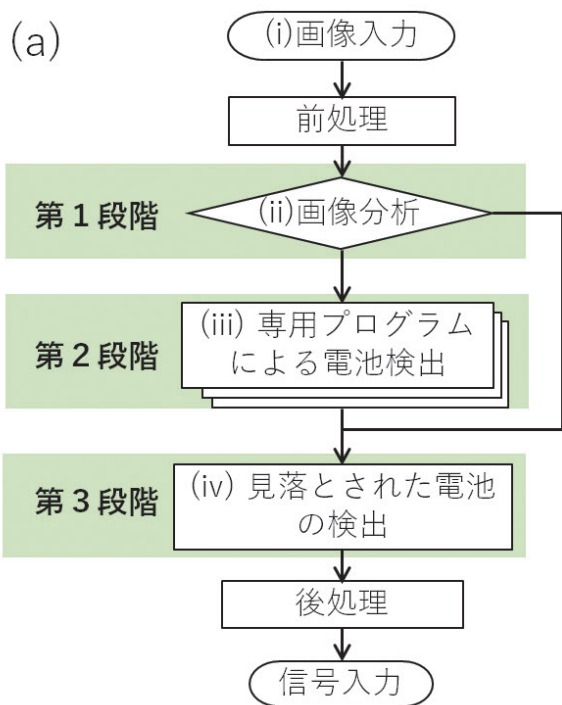 (a)
(i)画像入力
前処理
第1段階
(ii)画像分析
第2段階
(iii) 専用プログラム
による電池検出
第3段階
(iv) 見落とされた電池
の検出
後処理
信号入力